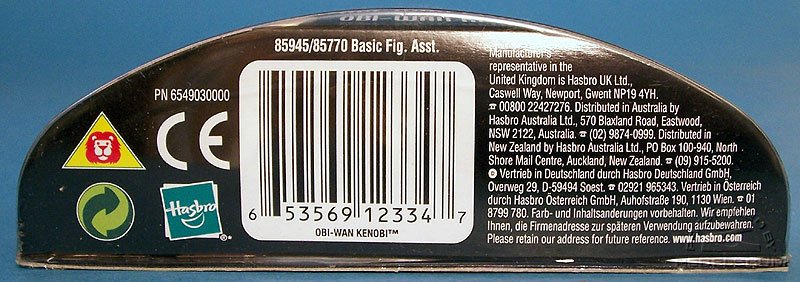 OBI-WAN
85945/85770 Basic Fig. Asst.
PN 6549030000
CE
Hasbro
6 53569 12334 7
OBI-WAN KENOBI™
Manufacturer's
representative in the
United Kingdom is Hasbro UK Ltd.,
Caswell Way, Newport, Gwent NP19 4YH.
☎ 00800 22427276. Distributed in Australia by
Hasbro Australia Ltd., 570 Blaxland Road, Eastwood,
NSW 2122, Australia. ☎ (02) 9874-0999. Distributed in
New Zealand by Hasbro Australia Ltd., PO Box 100-940, North
Shore Mail Centre, Auckland, New Zealand. ☎ (09) 915-5200.
Vertrieb in Deutschland durch Hasbro Deutschland GmbH,
Overweg 29, D-59494 Soest. ☎ 02921 965343. Vertrieb in Österreich
durch Hasbro Österreich GmbH., Auhofstraße 190, 1130 Wien. ☎ 01
8799 780. Farb- und Inhaltsänderungen vorbehalten. Wir empfehlen
Ihnen, die Firmenadresse zur späteren Verwendung aufzubewahren.
Please retain our address for future reference. www.hasbro.com